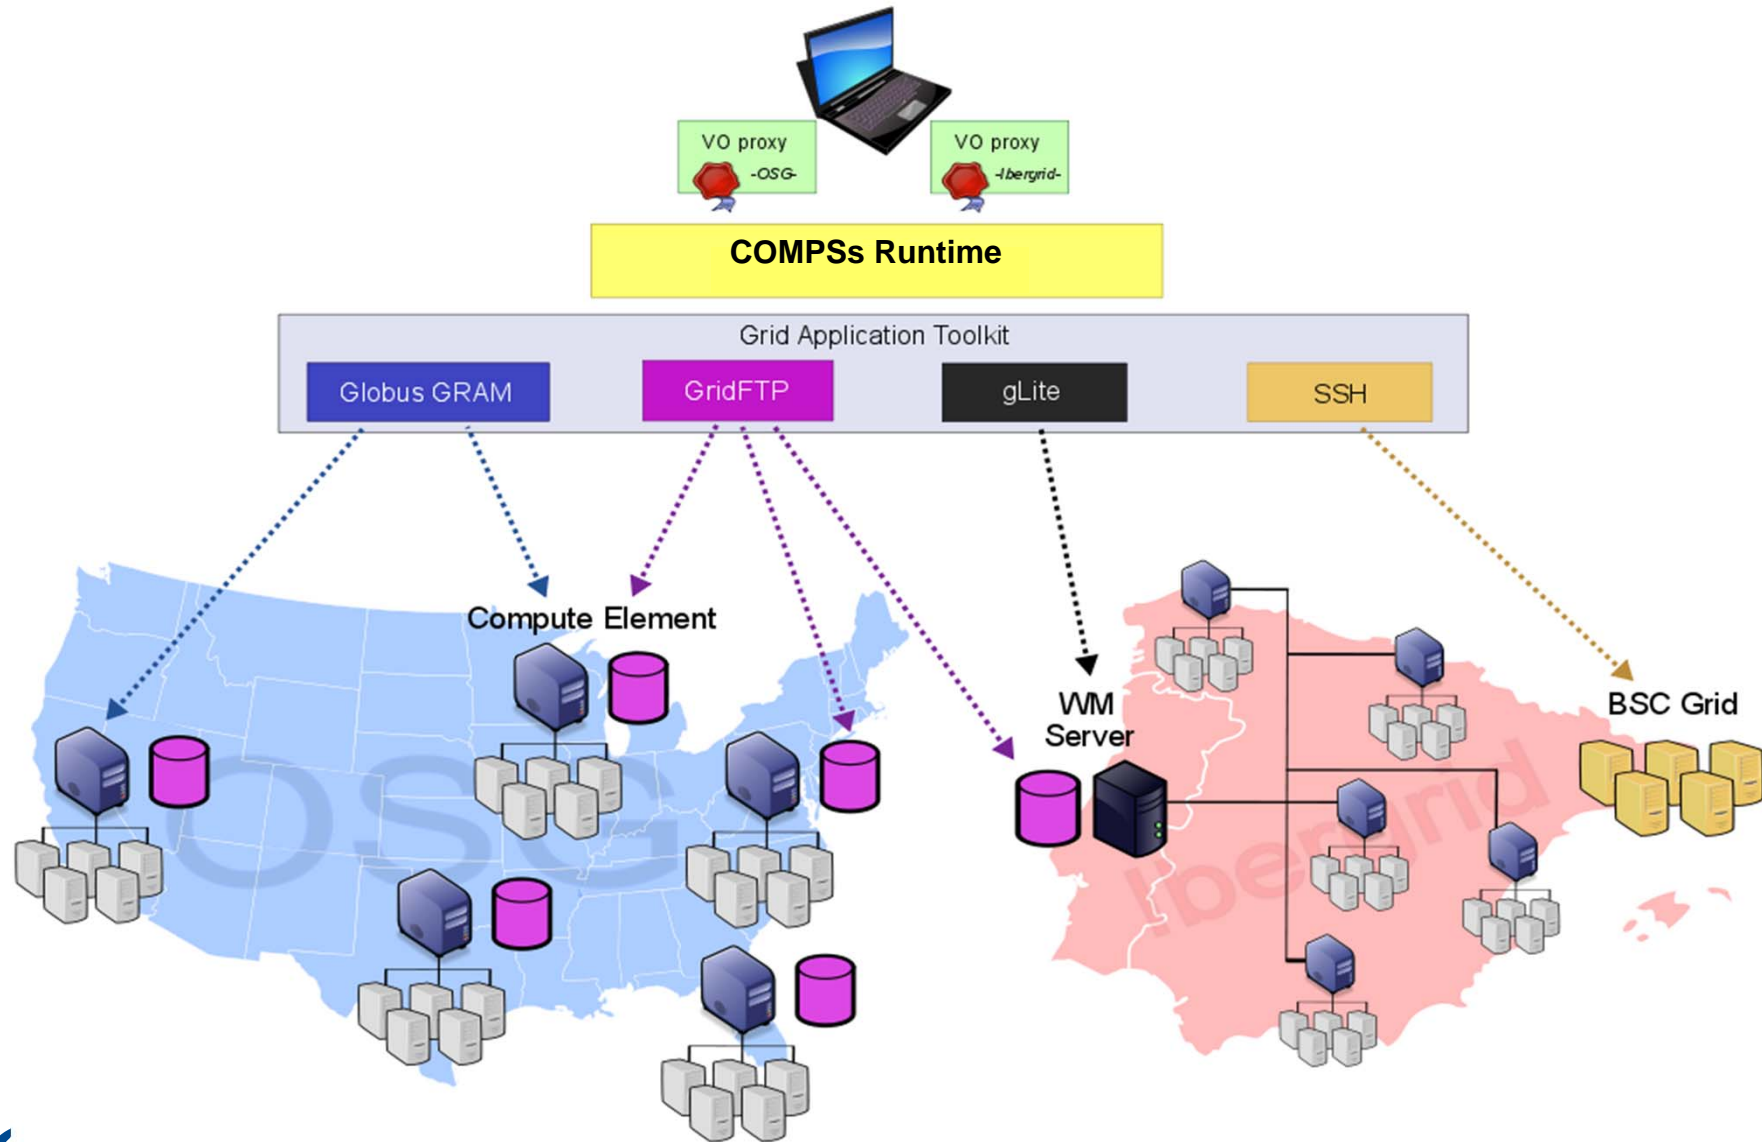 VO proxy
-OSG-
VO proxy
-Ibergrid-
COMPSs Runtime
Grid Application Toolkit
Globus GRAM
GridFTP
gLite
SSH
Compute Element
WM
Server
BSC Grid
OSG
Ibergrid